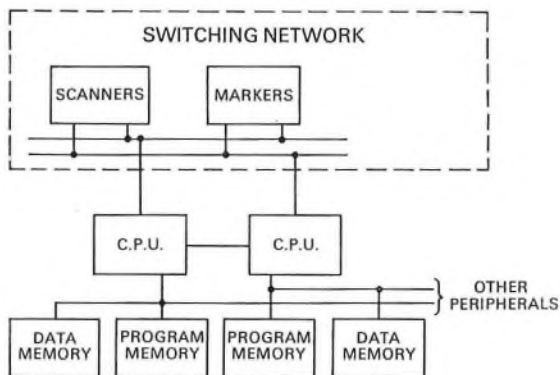 SWITCHING NETWORK
SCANNERS
MARKERS
C.P.U.
C.P.U.
OTHER
PERIPHERALS
DATA
MEMORY
PROGRAM
MEMORY
PROGRAM
MEMORY
DATA
MEMORY